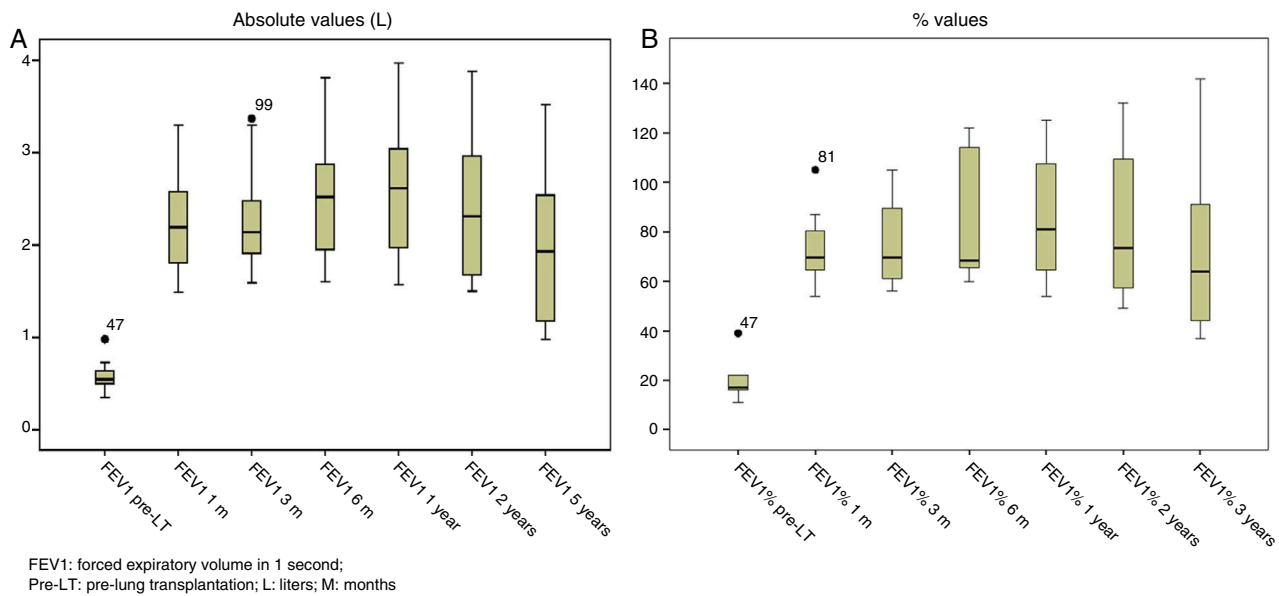 Absolute values (L)
% values
A
4
3
2
1
0
47
99
FEV1 pre-LT
FEV1 1 m
FEV1 3 m
FEV1 6 m
FEV1 1 year
FEV1 2 years
FEV1 5 years
B
140
120
100
80
60
40
20
0
47
81
FEV1% pre-LT
FEV1% 1 m
FEV1% 3 m
FEV1% 6 m
FEV1% 1 year
FEV1% 2 years
FEV1% 3 years
FEV1: forced expiratory volume in 1 second;
Pre-LT: pre-lung transplantation; L: liters; M: months